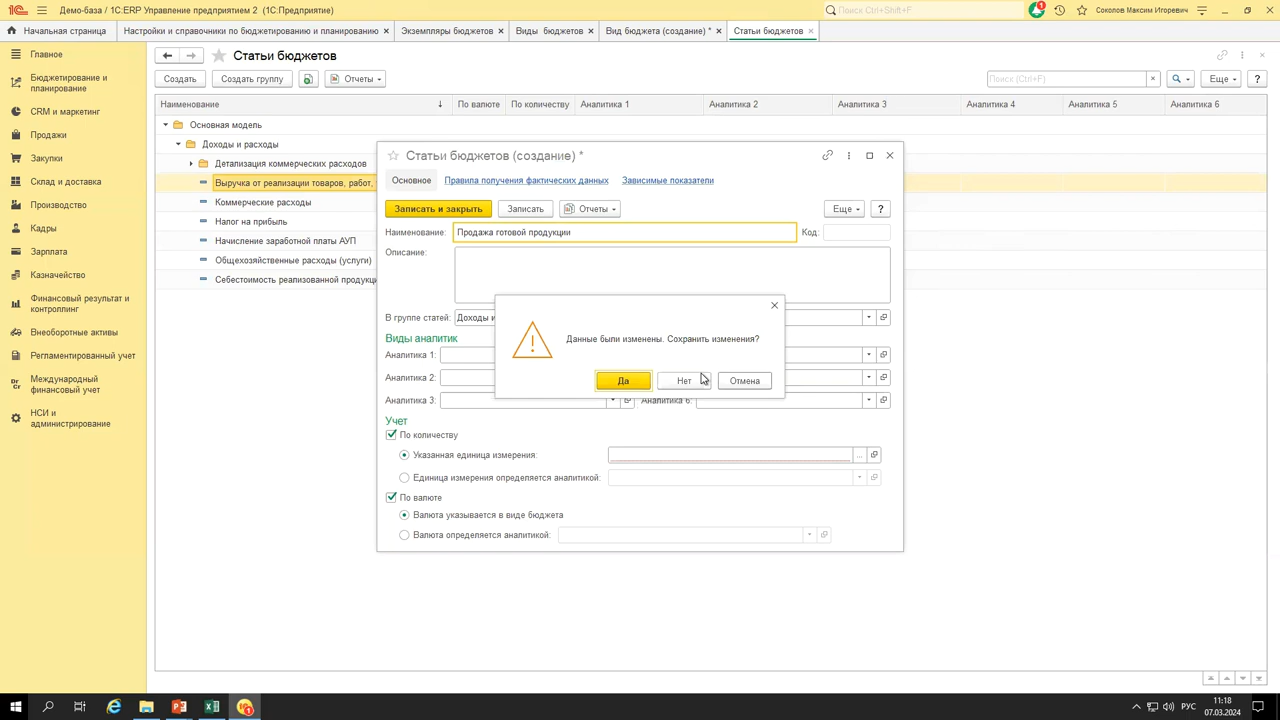 Демо-база / 1С:ERP Управление предприятием 2 (1С:Предприятие)
Поиск Ctrl+Shift+F
1
Соколов Максим Игоревич
Начальная страница
Настройки и справочники по бюджетированию и планированию ×
Экземпляры бюджетов ×
Виды бюджетов ×
Вид бюджета (создание) * ×
Статьи бюджетов ×
Главное
Бюджетирование и планирование
CRM и маркетинг
Продажи
Закупки
Склад и доставка
Производство
Кадры
Зарплата
Казначейство
Финансовый результат и контроллинг
Внеоборотные активы
Регламентированный учет
Международный финансовый учет
НСИ и администрирование
Статьи бюджетов
Создать
Создать группу
Отчеты
Поиск (Ctrl+F)
×
Еще
?
Наименование
По валюте
По количеству
Аналитика 1
Аналитика 2
Аналитика 3
Аналитика 4
Аналитика 5
Аналитика 6
Основная модель
Доходы и расходы
Детализация коммерческих расходов
Выручка от реализации товаров, работ,
Коммерческие расходы
Налог на прибыль
Начисление заработной платы АУП
Общехозяйственные расходы (услуги)
Себестоимость реализованной продукц
Статьи бюджетов (создание) *
Основное
Правила получения фактических данных
Зависимые показатели
Записать и закрыть
Записать
Отчеты
Еще
?
Наименование:
Продажа готовой продукции
Код:
Описание:
В группе статей:
Доходы и
Виды аналитик
Аналитика 1:
Аналитика 2:
Аналитика 3:
Аналитика 6:
Данные были изменены. Сохранить изменения?
Да
Нет
Отмена
Учет
По количеству
Указанная единица измерения:
...
Единица измерения определяется аналитикой:
По валюте
Валюта указывается в виде бюджета
Валюта определяется аналитикой:
РУС
11:18
07.03.2024